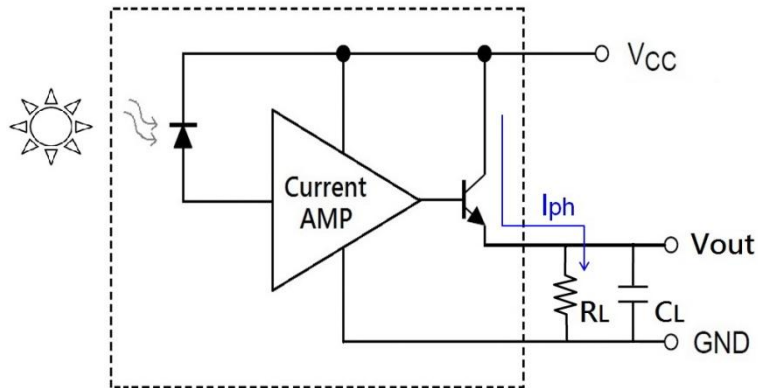 VCC
Current
AMP
Iph
Vout
RL
CL
GND